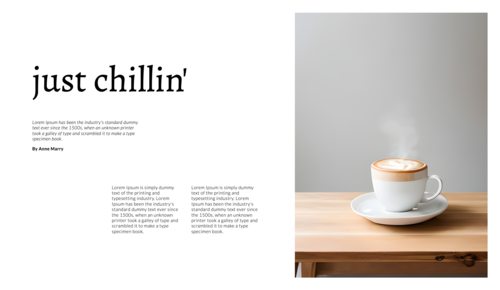 just chillin'
Lorem Ipsum has been the industry's standard dummy
text ever since the 1500s, when an unknown printer
took a galley of type and scrambled it to make a type
specimen book.
By Anne Marry
Lorem Ipsum is simply dummy
text of the printing and
typesetting industry. Lorem
Ipsum has been the industry's
standard dummy text ever since
the 1500s, when an unknown
printer took a galley of type and
scrambled it to make a type
specimen book.
Lorem Ipsum is simply dummy
text of the printing and
typesetting industry. Lorem
Ipsum has been the industry's
standard dummy text ever since
the 1500s, when an unknown
printer took a galley of type and
scrambled it to make a type
specimen book.